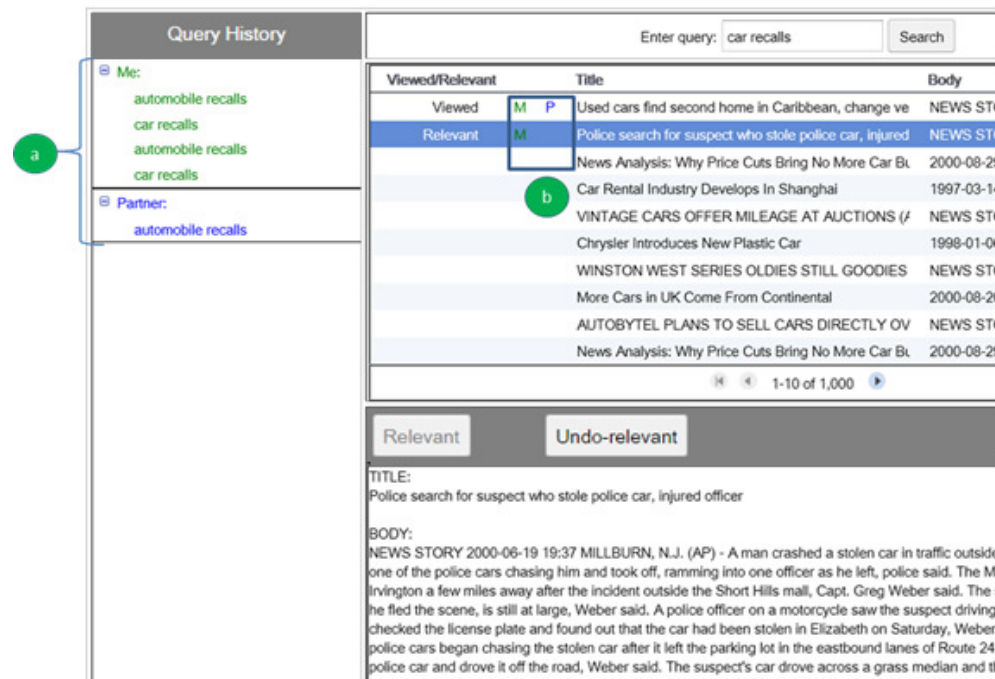 Query History
Enter query: car recalls Search
a
Me:
automobile recalls
car recalls
automobile recalls
car recalls
Partner:
automobile recalls
Viewed/Relevant Title Body
Viewed M P Used cars find second home in Caribbean, change ve NEWS ST
Relevant M Police search for suspect who stole police car, injured NEWS ST
News Analysis: Why Price Cuts Bring No More Car Bu 2000-08-29
b
Car Rental Industry Develops In Shanghai 1997-03-14
VINTAGE CARS OFFER MILEAGE AT AUCTIONS (A NEWS ST
Chrysler Introduces New Plastic Car 1998-01-06
WINSTON WEST SERIES OLDIES STILL GOODIES NEWS ST
More Cars in UK Come From Continental 2000-08-20
AUTOBYTEL PLANS TO SELL CARS DIRECTLY OV NEWS ST
News Analysis: Why Price Cuts Bring No More Car Bu 2000-08-29
1-10 of 1,000
Relevant Undo-relevant
TITLE:
Police search for suspect who stole police car, injured officer
BODY:
NEWS STORY 2000-06-19 19:37 MILLBURN, N.J. (AP) - A man crashed a stolen car in traffic outside
one of the police cars chasing him and took off, ramming into one officer as he left, police said. The M
Irvington a few miles away after the incident outside the Short Hills mall, Capt. Greg Weber said. The
he fled the scene, is still at large, Weber said. A police officer on a motorcycle saw the suspect driving
checked the license plate and found out that the car had been stolen in Elizabeth on Saturday, Weber
police cars began chasing the stolen car after it left the parking lot in the eastbound lanes of Route 24
police car and drove it off the road, Weber said. The suspect's car drove across a grass median and t